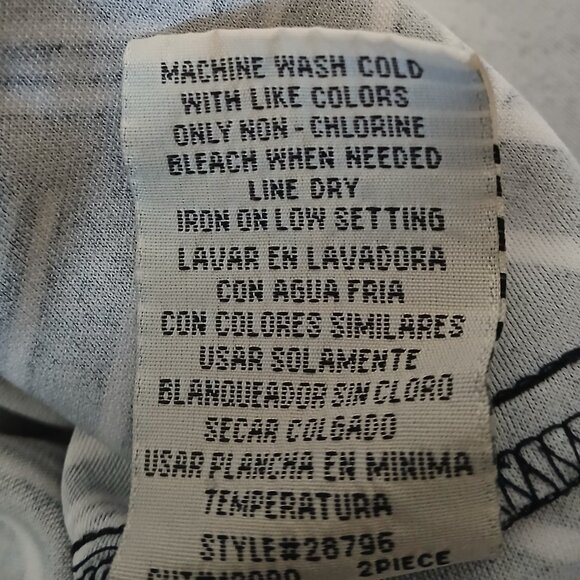 MACHINE WASH COLD
WITH LIKE COLORS
ONLY NON - CHLORINE
BLEACH WHEN NEEDED
LINE DRY
IRON ON LOW SETTING
LAVAR EN LAVADORA
CON AGUA FRIA
CON COLORES SIMILARES
USAR SOLAMENTE
BLANQUEADOR SIN CLORO
SECAR COLGADO
USAR PLANCHA EN MINIMA
TEMPERATURA
STYLE#28796
2PIECE